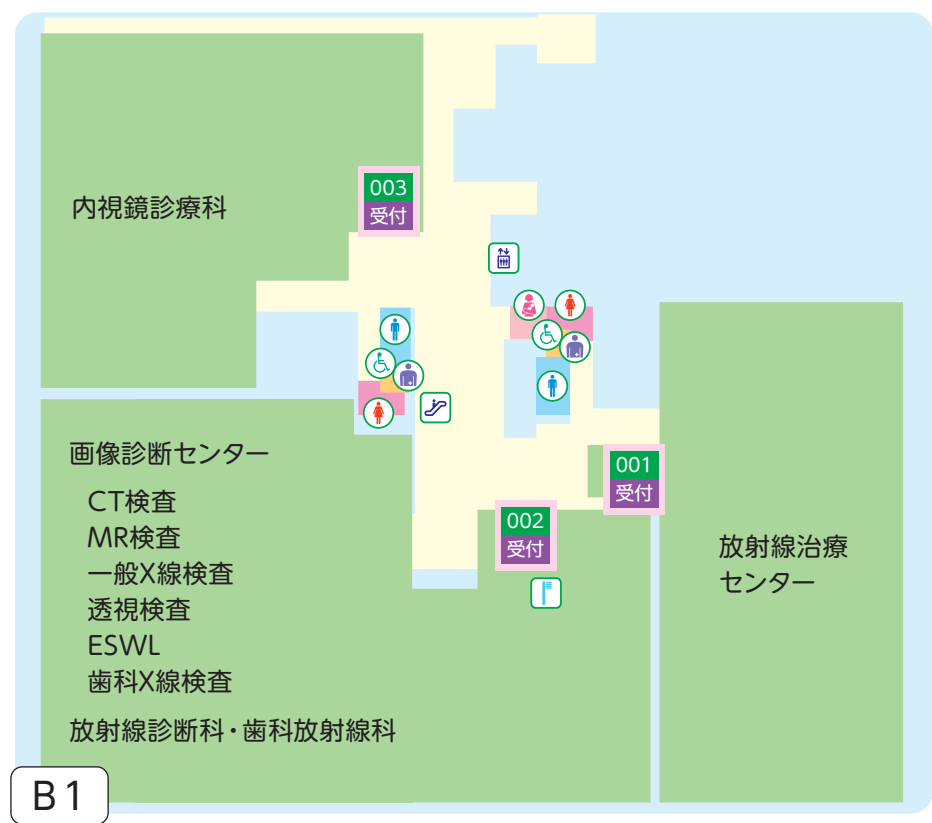 内視鏡診療科
003
受付
画像診断センター
CT検査
MR検査
一般X線検査
透視検査
ESWL
歯科X線検査
放射線診断科・歯科放射線科
001
受付
002
受付
放射線治療
センター
B1